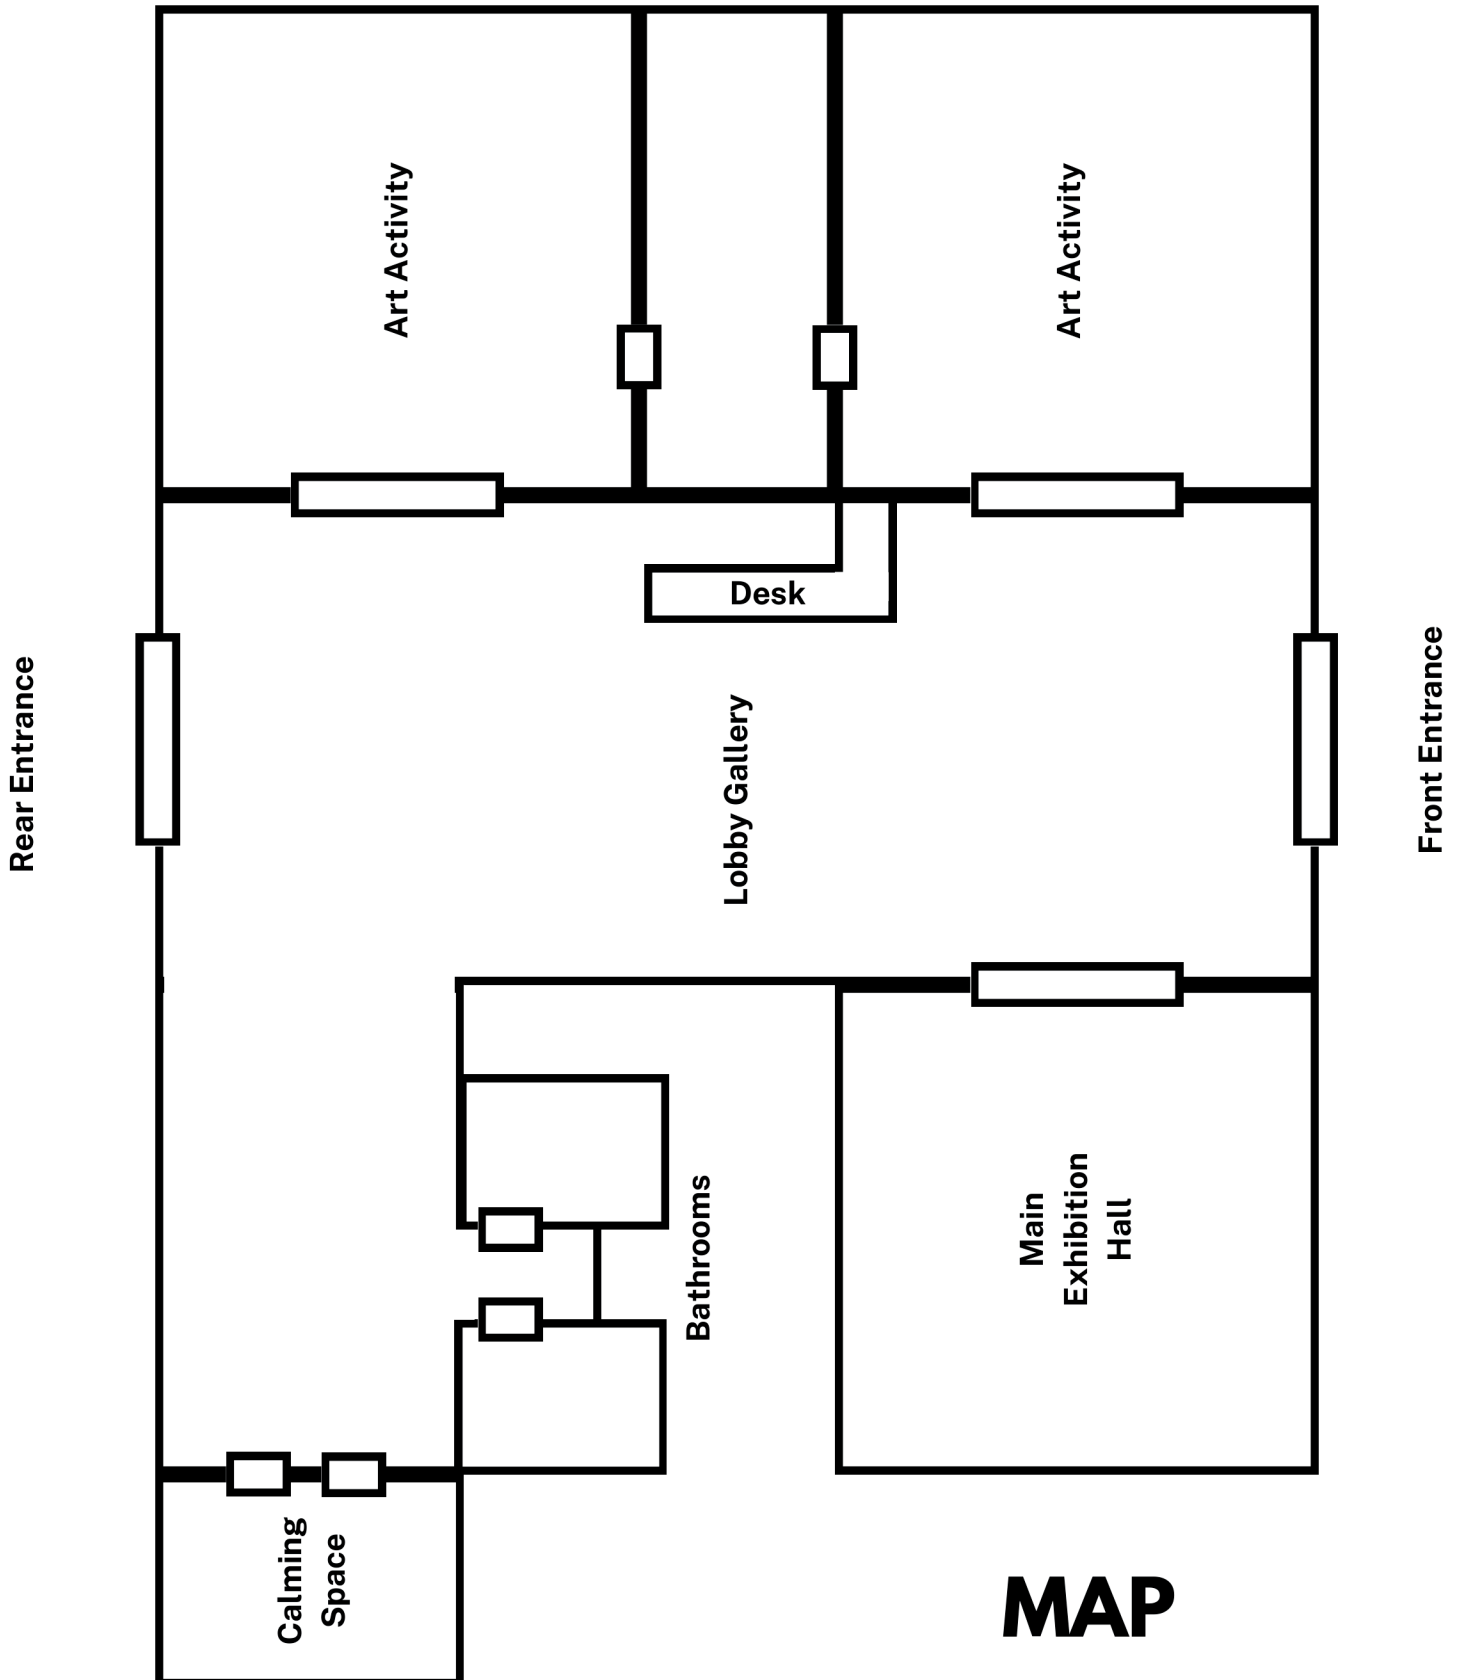 Art Activity
Art Activity
Desk
Rear Entrance
Lobby Gallery
Front Entrance
Bathrooms
Main
Exhibition
Hall
Calming
Space
MAP